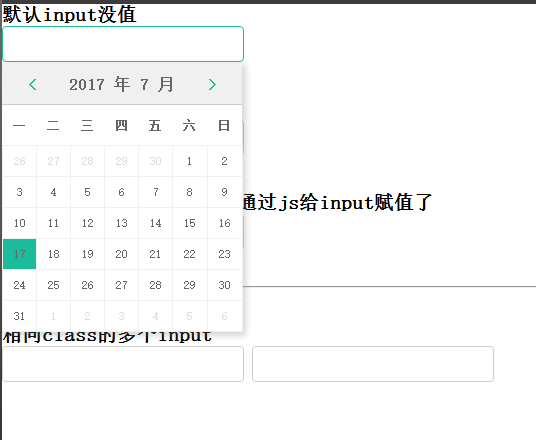 默认input没值
2017 年 7 月
一 二 三 四 五 六 日
26 27 28 29 30 1 2
3 4 5 6 7 8 9
10 11 12 13 14 15 16
17 18 19 20 21 22 23
24 25 26 27 28 29 30
31 1 2 3 4 5 6
通过js给input赋值了
相同class的多个input